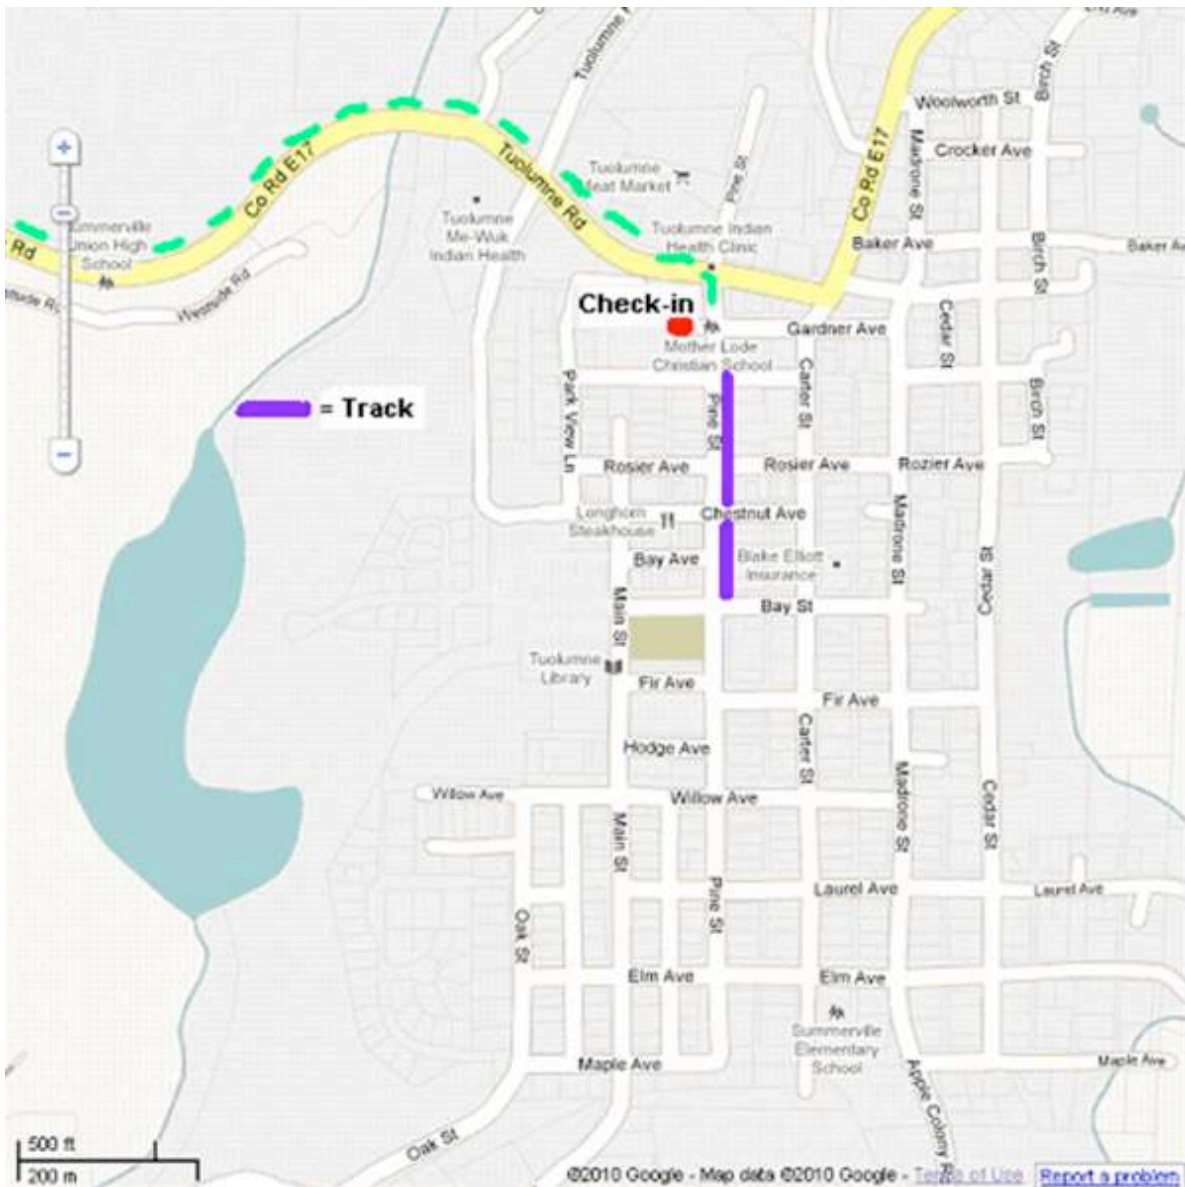 Woolworth St
Birch St
Tuolumne
Crocker Ave
Madrone St
Co Rd E17
Co Rd E17
Tuolumne Rd
Tuolumne
Meat Market
Pine St
Tuolumne
Me-Wuk
Indian Health
Tuolumne Indian
Health Clinic
Baker Ave
Birch St
Baker Av
Summerville
Union High
School
Rd
Westside Rd
Check-in
Gardner Ave
Cedar St
Mother Lode
Christian School
Carter St
Park View Ln
Pine St
Birch St
= Track
Rosier Ave
Rosier Ave
Rozier Ave
Longhorn
Steakhouse
Chestnut Ave
Madrone St
Bay Ave
Blake Elliott
Insurance
Cedar St
Main St
Bay St
Tuolumne
Library
Fir Ave
Fir Ave
Hodge Ave
Carter St
Willow Ave
Willow Ave
Madrone St
Cedar St
Main St
Pine St
Laurel Ave
Laurel Ave
Oak St
Elm Ave
Elm Ave
Summerville
Elementary
School
Maple Ave
Maple Ave
Apple Colony R
Oak St
500 ft
200 m
©2010 Google - Map data ©2010 Google - Terms of Use
Report a problem